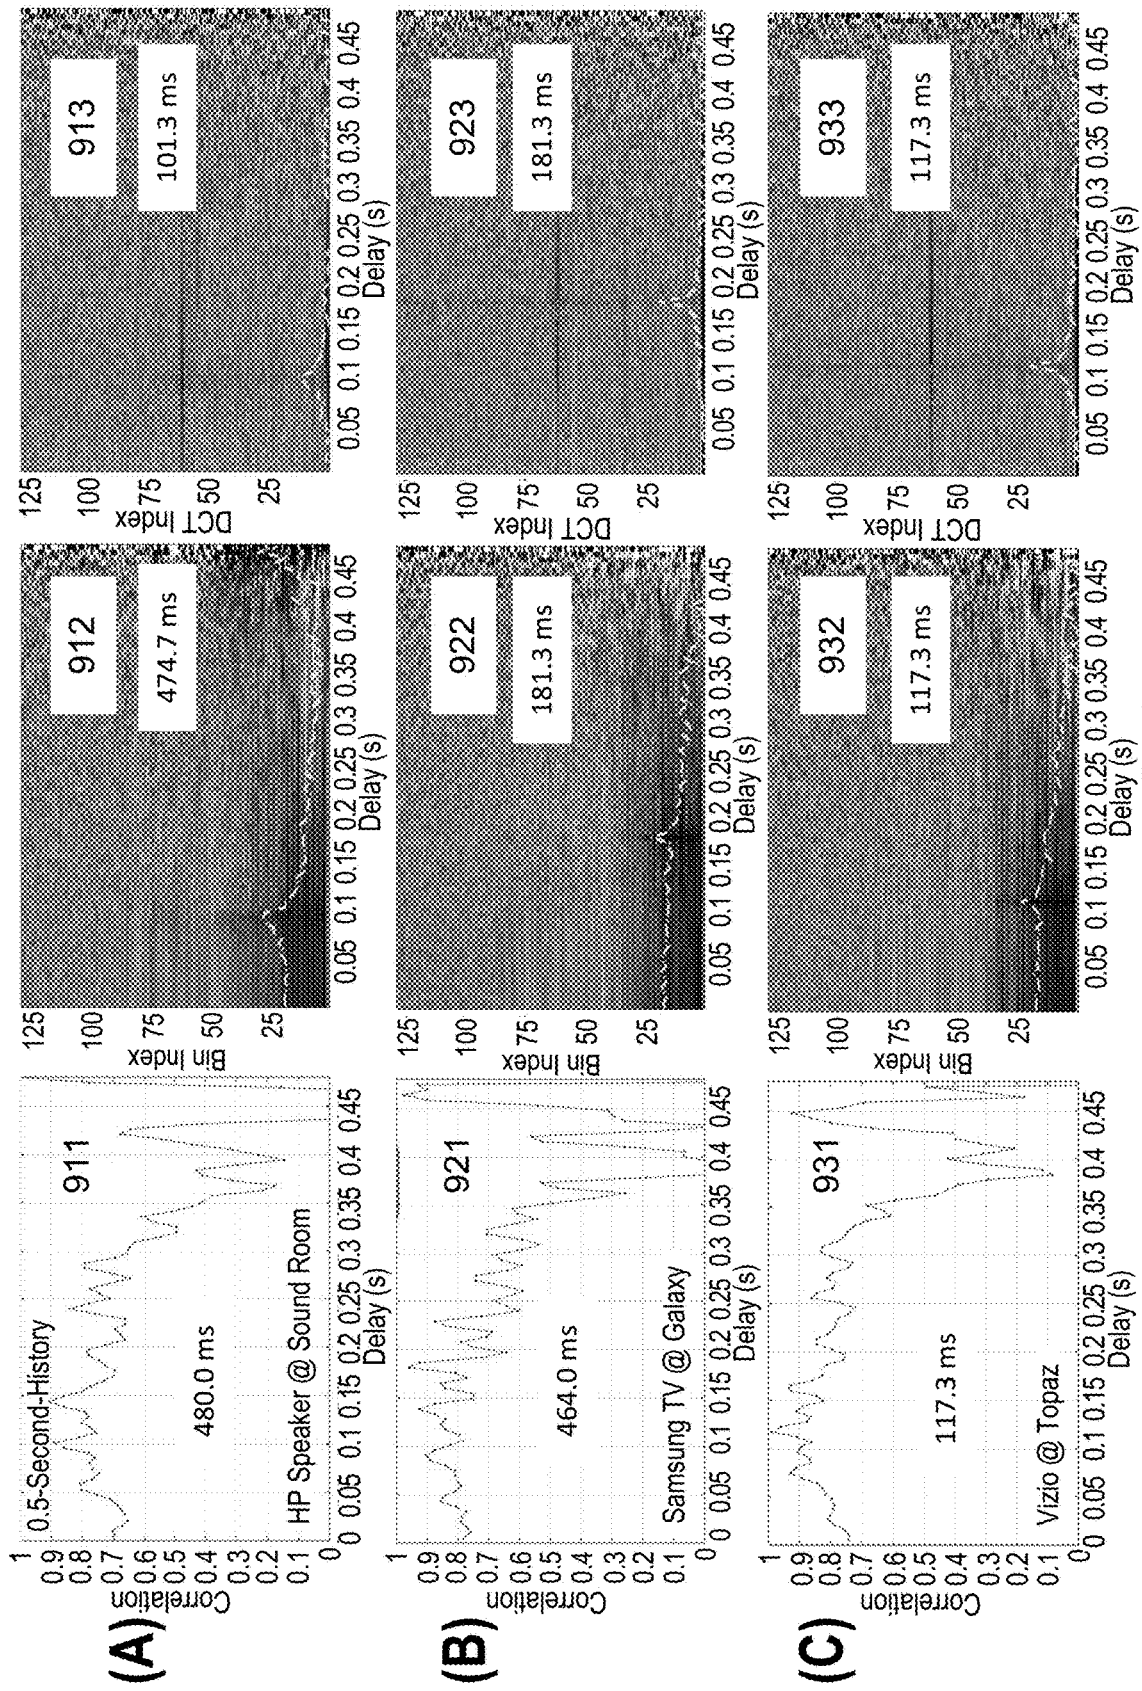 (A)
Correlation
1
0.9
0.8
0.7
0.6
0.5
0.4
0.3
0.2
0.1
0.5-Second-History
911
480.0 ms
HP Speaker @ Sound Room
0 0.05 0.1 0.15 0.2 0.25 0.3 0.35 0.4 0.45
Delay (s)
Bin Index
125
100
75
50
25
912
474.7 ms
0.05 0.1 0.15 0.2 0.25 0.3 0.35 0.4 0.45
Delay (s)
DCT Index
125
100
75
50
25
913
101.3 ms
0.05 0.1 0.15 0.2 0.25 0.3 0.35 0.4 0.45
Delay (s)
(B)
Correlation
1
0.9
0.8
0.7
0.6
0.5
0.4
0.3
0.2
0.1
0
921
464.0 ms
Samsung TV @ Galaxy
0 0.05 0.1 0.15 0.2 0.25 0.3 0.35 0.4 0.45
Delay (s)
Bin Index
125
100
75
50
25
922
181.3 ms
0.05 0.1 0.15 0.2 0.25 0.3 0.35 0.4 0.45
Delay (s)
DCT Index
125
100
75
50
25
923
181.3 ms
0.05 0.1 0.15 0.2 0.25 0.3 0.35 0.4 0.45
Delay (s)
(C)
Correlation
1
0.9
0.8
0.7
0.6
0.5
0.4
0.3
0.2
0.1
0
931
117.3 ms
Vizio @ Topaz
0 0.05 0.1 0.15 0.2 0.25 0.3 0.35 0.4 0.45
Delay (s)
Bin Index
125
100
75
50
25
932
117.3 ms
0.05 0.1 0.15 0.2 0.25 0.3 0.35 0.4 0.45
Delay (s)
DCT Index
125
100
75
50
25
933
117.3 ms
0.05 0.1 0.15 0.2 0.25 0.3 0.35 0.4 0.45
Delay (s)